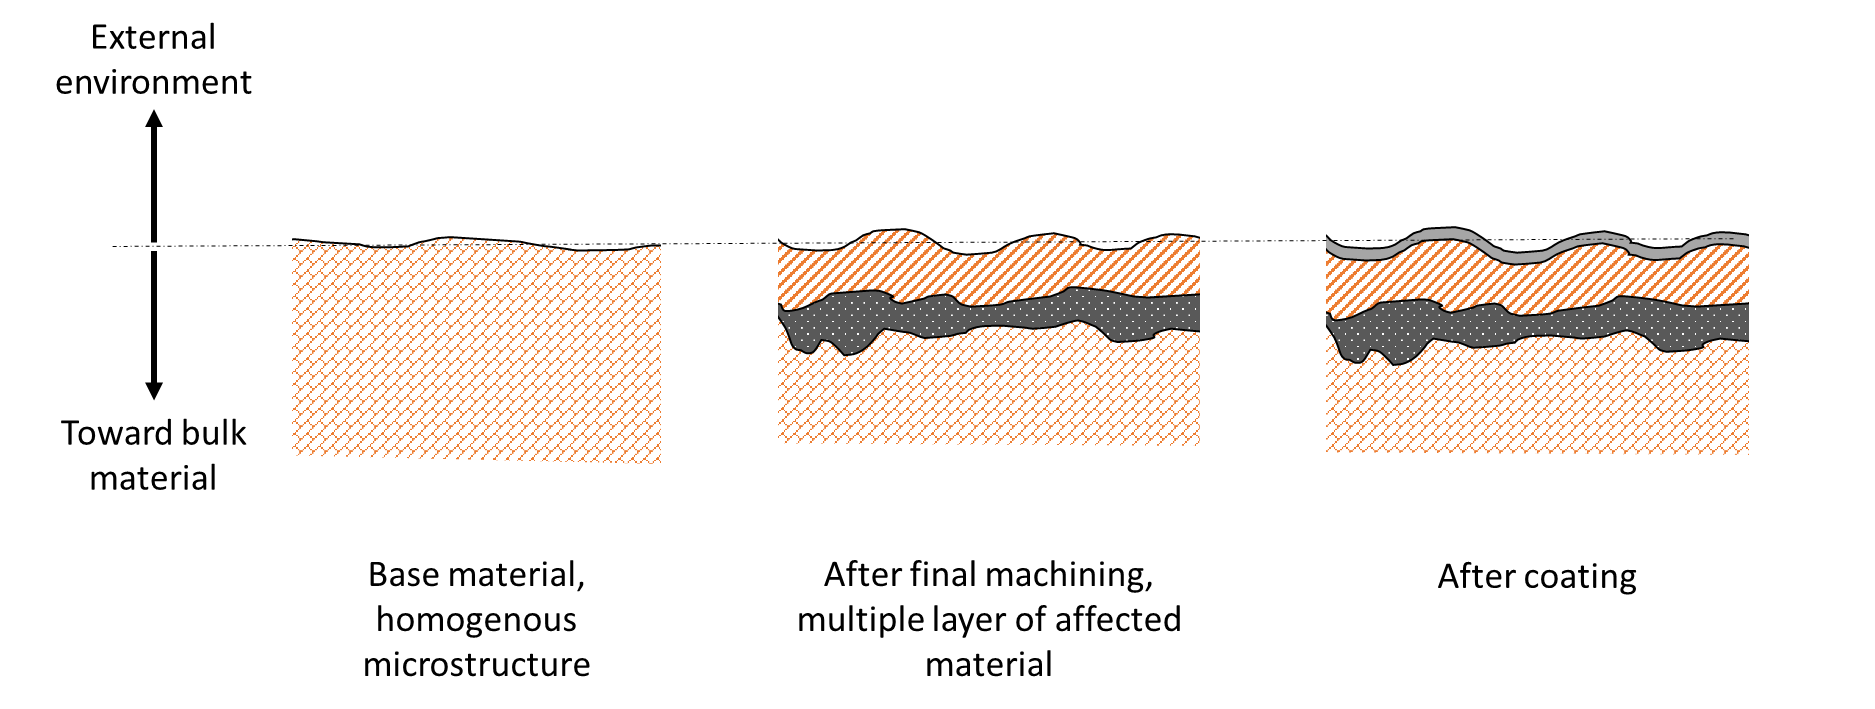 External
environment
Toward bulk
material
Base material,
homogenous
microstructure
After final machining,
multiple layer of affected
material
After coating